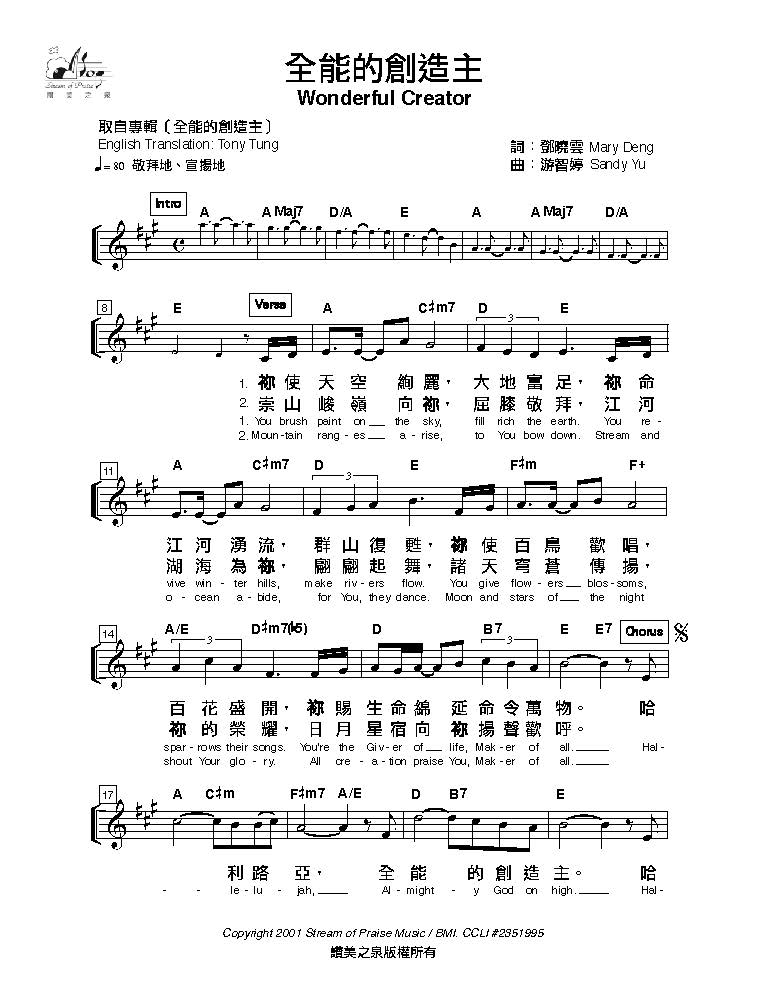 Stream of Praise
讚 美 之 泉
全能的創造主
Wonderful Creator
取自專輯〔全能的創造主〕
English Translation: Tony Tung
♩= 80 敬拜地、宣揚地
詞：鄧曉雲 Mary Deng
曲：游智婷 Sandy Yu
Intro
A A Maj7 D/A E A A Maj7 D/A
8 E Verse A C♯m7 D E
3
1. 祢 使 天 空 絢 麗， 大 地 富 足， 祢 命
2. 崇 山 峻 嶺 向 祢， 屈 膝 敬 拜， 江 河
1. You brush paint on the sky, fill rich the earth. You re-
2. Moun-tain rang-es a-rise, to You bow down. Stream and
11 A C♯m7 D E F♯m F+
3
江 河 湧 流， 群 山 復 甦， 祢 使 百 鳥 歡 唱，
湖 海 為 祢， 翩 翩 起 舞， 諸 天 穹 蒼 傳 揚，
vive win-ter hills, make riv-ers flow. You give flow-ers blos-soms,
o-cean a-bide, for You, they dance. Moon and stars of the night
14 A/E D♯m7(♭5) D B7 E E7 Chorus
3 3
百 花 盛 開， 祢 賜 生 命 綿 延 命 令 萬 物。 哈
祢 的 榮 耀， 日 月 星 宿 向 祢 揚 聲 歡 呼。
spar-rows their songs. You're the Giv-er of life, Mak-er of all. Hal-
shout Your glo-ry. All cre-a-tion praise You, Mak-er of all.
17 A C♯m F♯m7 A/E D B7 E
利 路 亞， 全 能 的 創 造 主。 哈
- - le-lu-jah, Al-might-y God on high. Hal-
Copyright 2001 Stream of Praise Music / BMI. CCLI #2351995
讚美之泉版權所有